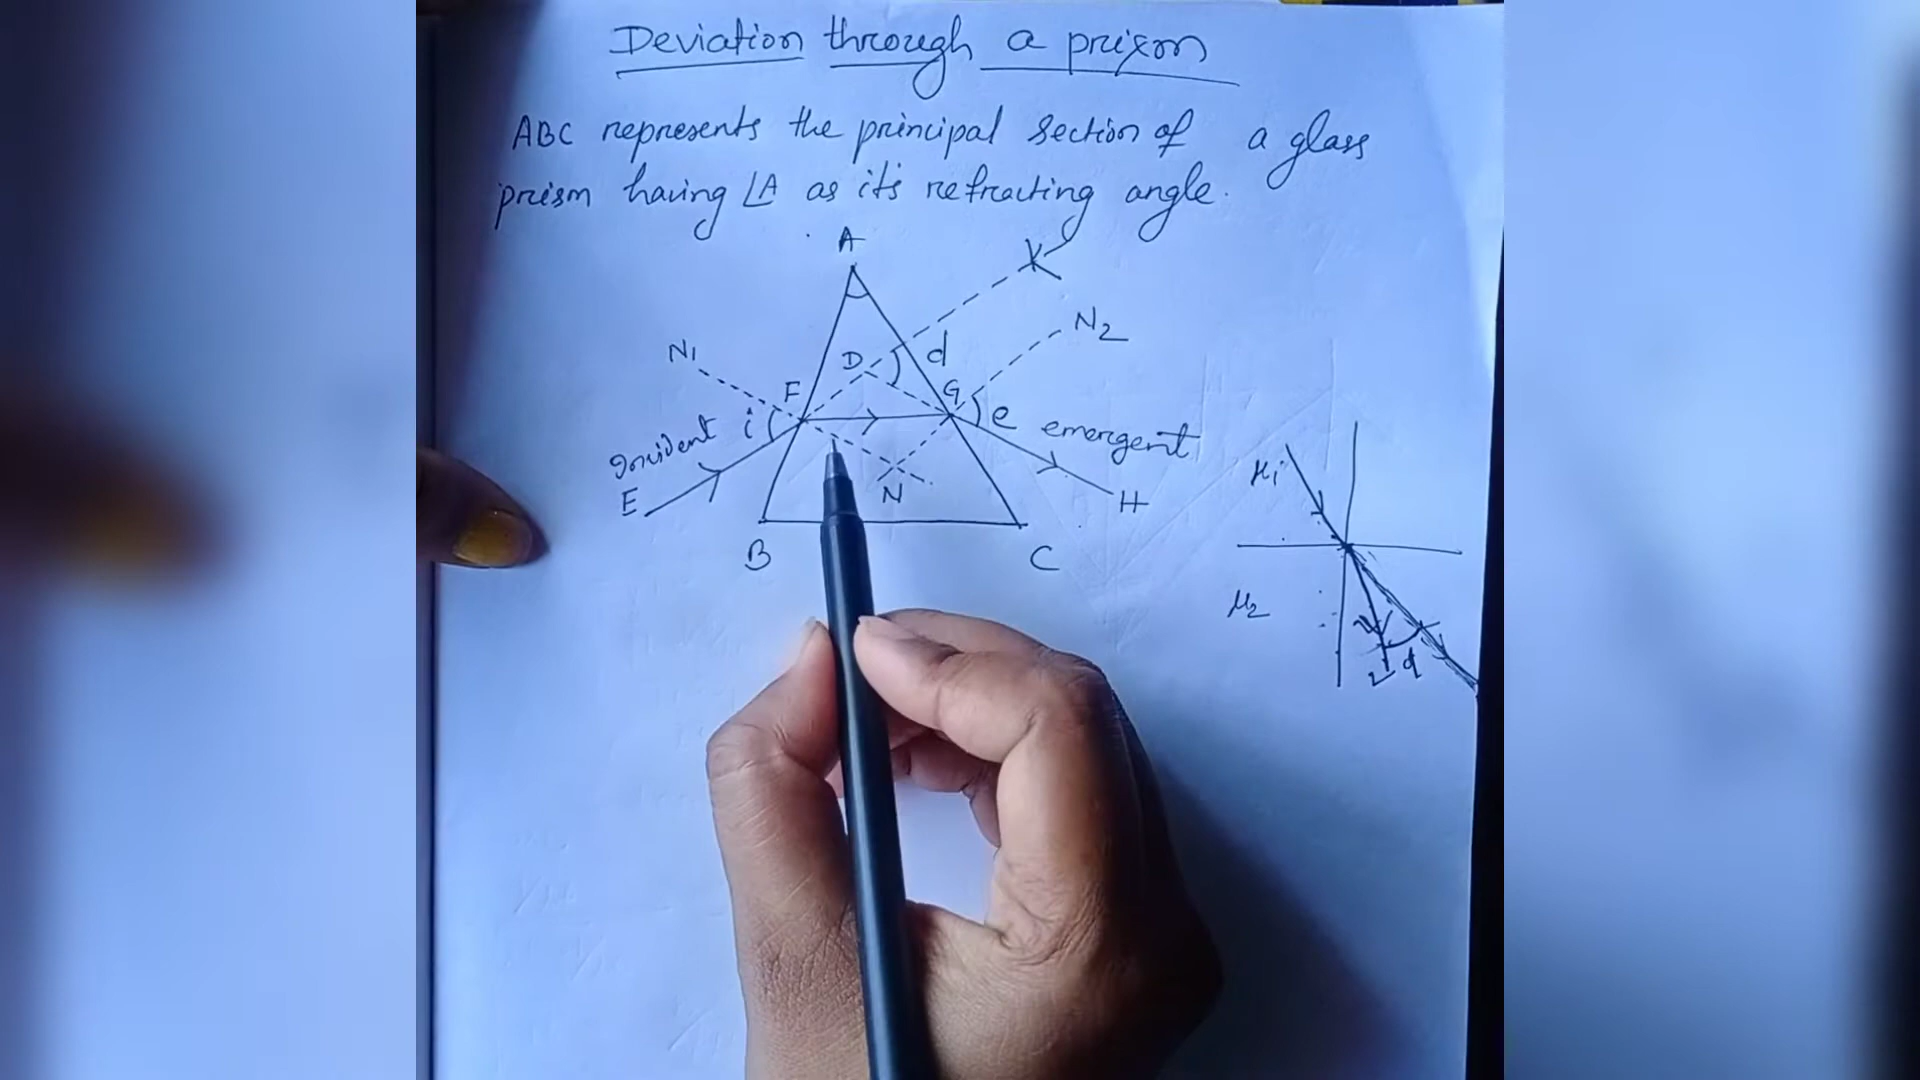 Deviation through a prism
ABC represents the principal section of a glass
prism having ∠A as its refracting angle.
A
K
N1
N2
D
d
F
G
incident
i
e
emergent
E
N
H
B
C
μ1
μ2
d